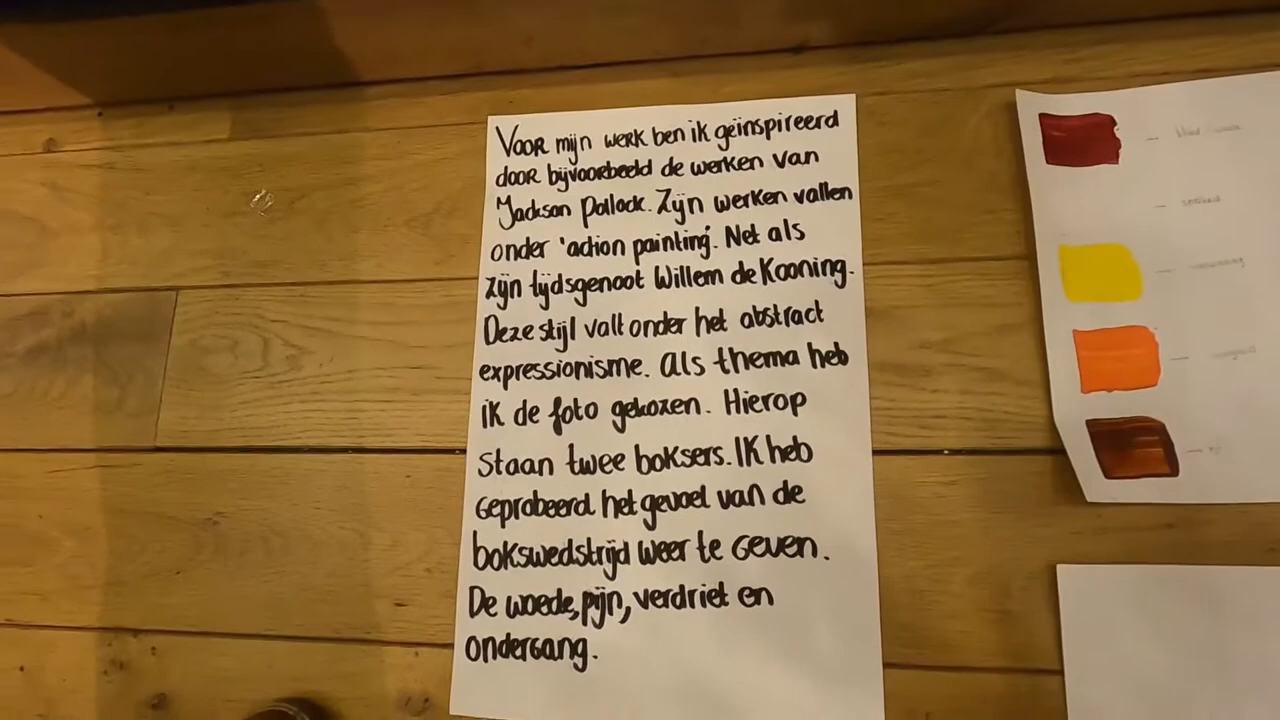 Voor mijn werk ben ik geïnspireerd
door bijvoorbeeld de werken van
Jackson Pollock. Zijn werken vallen
onder 'action painting'. Net als
zijn tijdsgenoot Willem de Kooning.
Deze stijl valt onder het abstract
expressionisme. Als thema heb
ik de foto gekozen. Hierop
staan twee boksers. Ik heb
geprobeerd het gevoel van de
bokswedstrijd weer te geven.
De woede, pijn, verdriet en
ondergang.